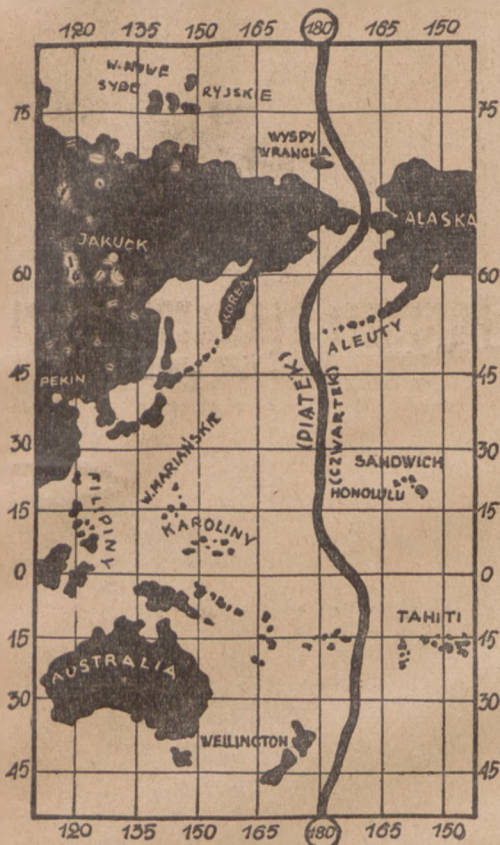 120 135 150 165 180 165 150
W. NOWE
SYBE RYJSKIE
75 75
WYSPY
WRANGLA
ALASKA
JAKUCK
60 60
KOREA
ALEUTY
(PIĄTEK)
(CZWARTEK)
45 45
PEKIN
30 30
W. MARIAŃSKIE
SANDWICH
HONOLULU
FILIPINY
15 15
KAROLINY
0 0
TAHITI
15 15
AUSTRALIA
30 30
WELLINGTON
45 45
120 135 150 165 180 165 150